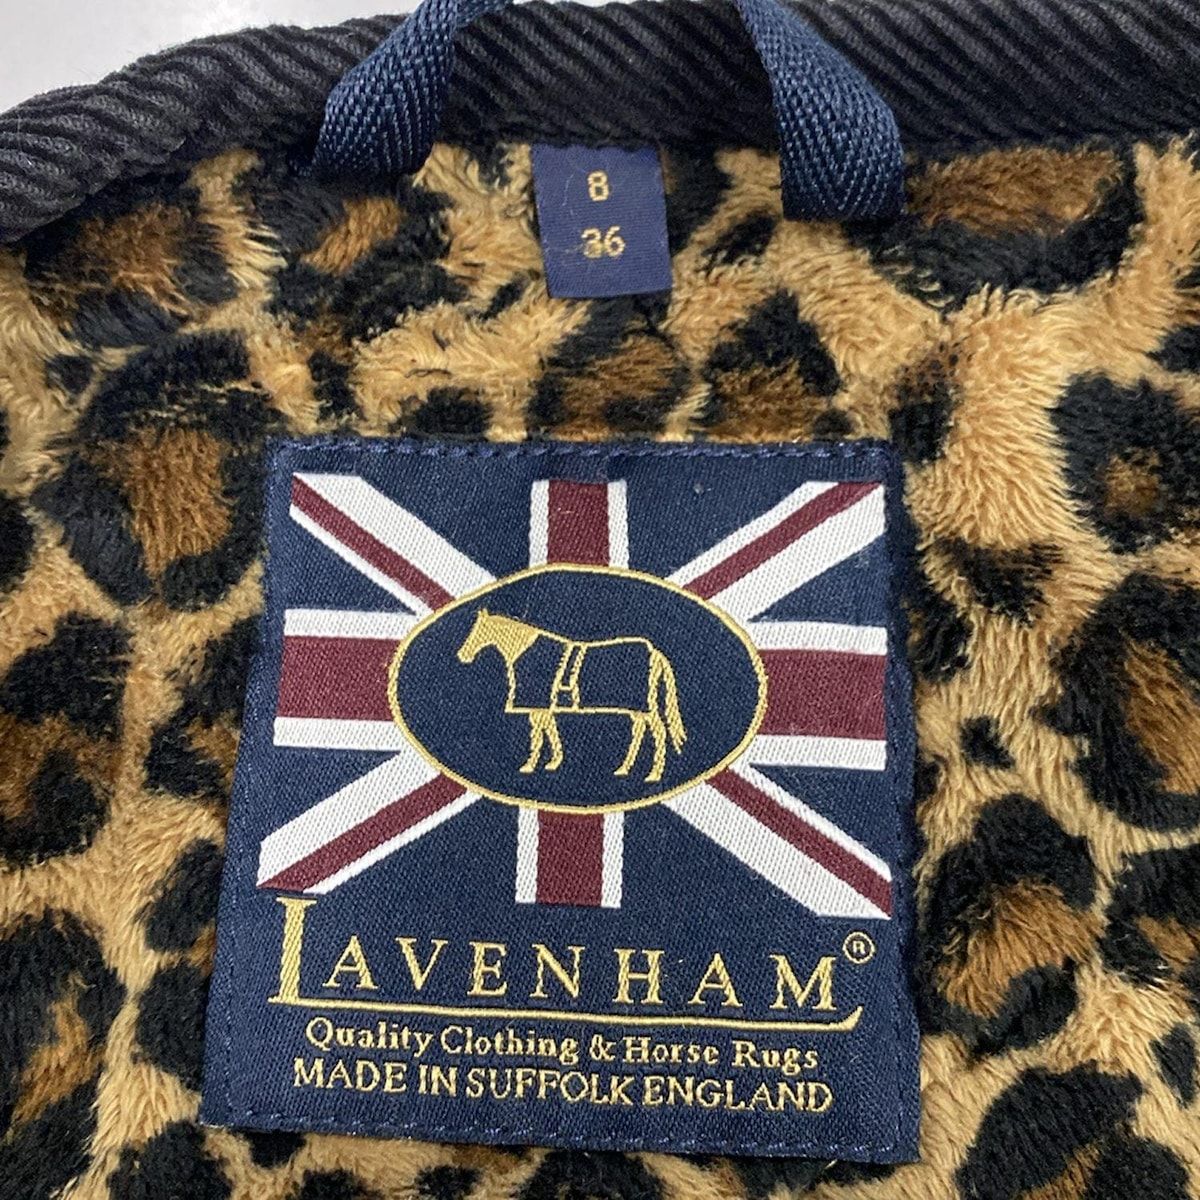 8
36
LAVENHAM®
Quality Clothing & Horse Rugs
MADE IN SUFFOLK ENGLAND